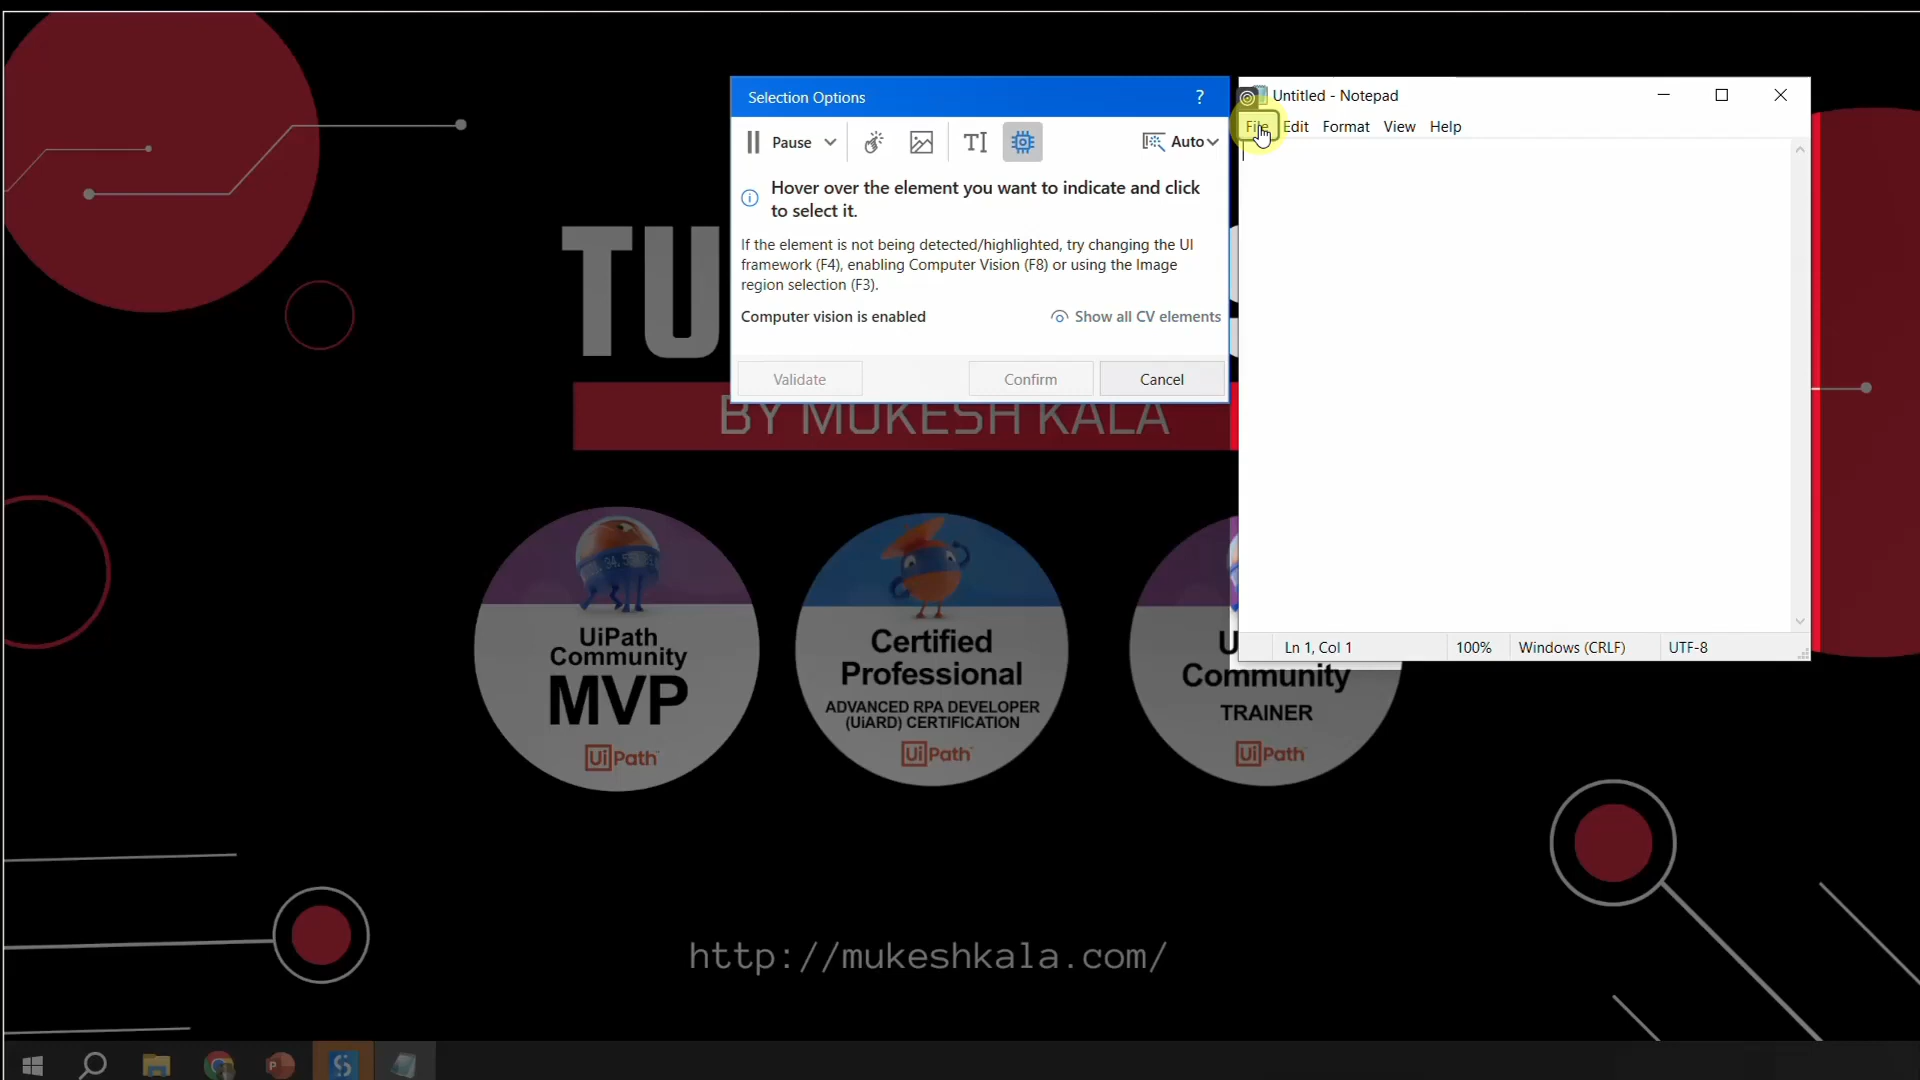 Selection Options
?
Pause
Auto
Hover over the element you want to indicate and click
to select it.
If the element is not being detected/highlighted, try changing the UI
framework (F4), enabling Computer Vision (F8) or using the Image
region selection (F3).
Computer vision is enabled
Show all CV elements
Validate
Confirm
Cancel
Untitled - Notepad
File Edit Format View Help
Ln 1, Col 1
100%
Windows (CRLF)
UTF-8
TU
BY MUKESH KALA
UiPath
Community
MVP
UiPath
Certified
Professional
ADVANCED RPA DEVELOPER
(UiARD) CERTIFICATION
UiPath
Community
TRAINER
UiPath
http://mukeshkala.com/